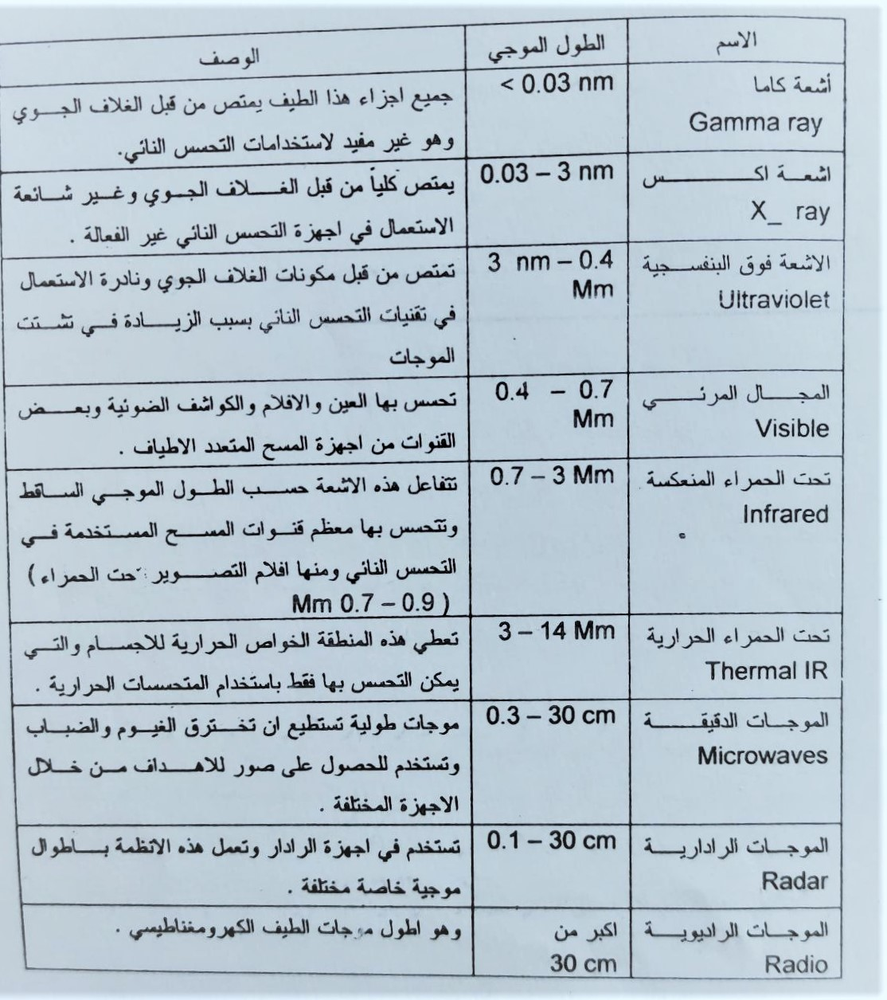 الاسم
الطول الموجي
الوصف
أشعة كاما
Gamma ray
< 0.03 nm
جميع اجزاء هذا الطيف يمتص من قبل الغلاف الجوي
وهو غير مفيد لاستخدامات التحسس النائي.
اشعة اكس
X_ ray
0.03 – 3 nm
يمتص كلياً من قبل الغلاف الجوي وغير شائعة
الاستعمال في اجهزة التحسس النائي غير الفعالة .
الاشعة فوق البنفسجية
Ultraviolet
3 nm – 0.4
Mm
تمتص من قبل مكونات الغلاف الجوي ونادرة الاستعمال
في تقنيات التحسس النائي بسبب الزيادة في تشتت
الموجات
المجال المرئي
Visible
0.4 – 0.7
Mm
تحسس بها العين والافلام والكواشف الضوئية وبعض
القنوات من اجهزة المسح المتعدد الاطياف .
تحت الحمراء المنعكسة
Infrared
0.7 – 3 Mm
تتفاعل هذه الاشعة حسب الطول الموجي الساقط
وتتحسس بها معظم قنوات المسح المستخدمة في
التحسس النائي ومنها افلام التصوير تحت الحمراء (
Mm 0.7 – 0.9 )
تحت الحمراء الحرارية
Thermal IR
3 – 14 Mm
تعطي هذه المنطقة الخواص الحرارية للاجسام والتي
يمكن التحسس بها فقط باستخدام المتحسسات الحرارية .
الموجات الدقيقة
Microwaves
0.3 – 30 cm
موجات طولية تستطيع ان تخترق الغيوم والضباب
وتستخدم للحصول على صور للاهداف من خلال
الاجهزة المختلفة .
الموجات الرادارية
Radar
0.1 – 30 cm
تستخدم في اجهزة الرادار وتعمل هذه الانظمة باطوال
موجية خاصة مختلفة .
الموجات الراديوية
Radio
اكبر من
30 cm
وهو اطول موجات الطيف الكهرومغناطيسي .